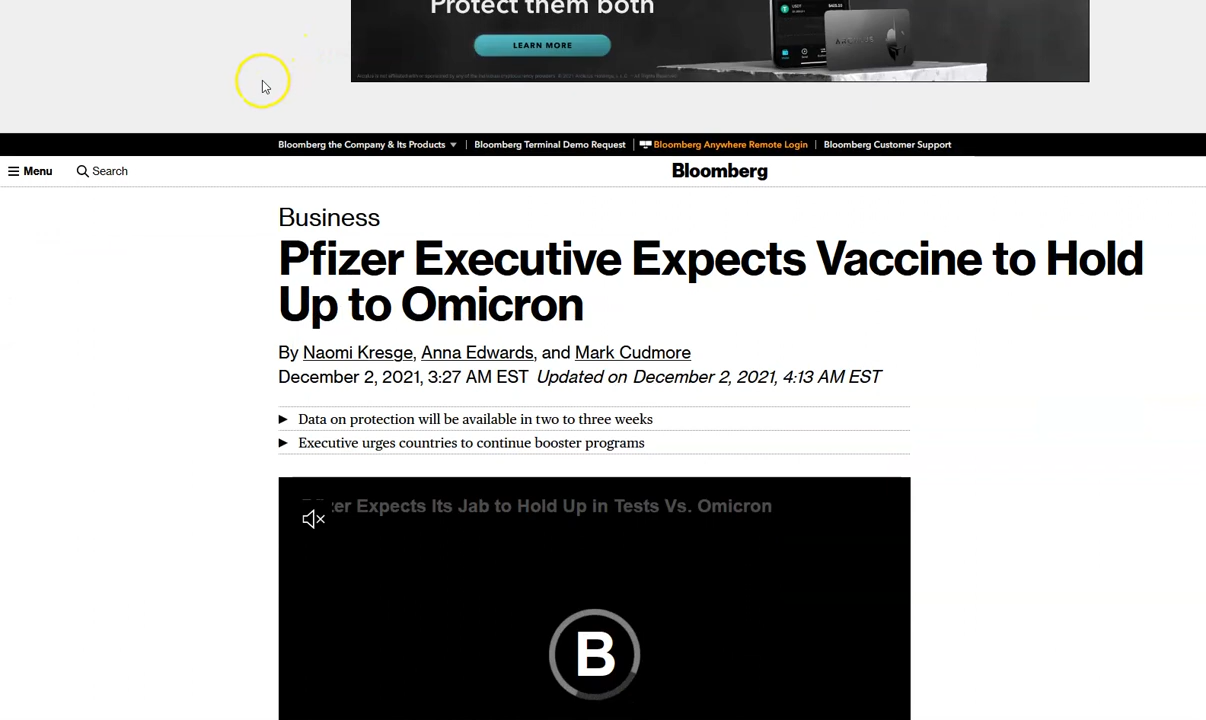 Protect them both
LEARN MORE
Bloomberg the Company & Its Products
Bloomberg Terminal Demo Request
Bloomberg Anywhere Remote Login
Bloomberg Customer Support
Menu
Search
Bloomberg
Business
Pfizer Executive Expects Vaccine to Hold
Up to Omicron
By Naomi Kresge, Anna Edwards, and Mark Cudmore
December 2, 2021, 3:27 AM EST Updated on December 2, 2021, 4:13 AM EST
Data on protection will be available in two to three weeks
Executive urges countries to continue booster programs
zer Expects Its Jab to Hold Up in Tests Vs. Omicron
B